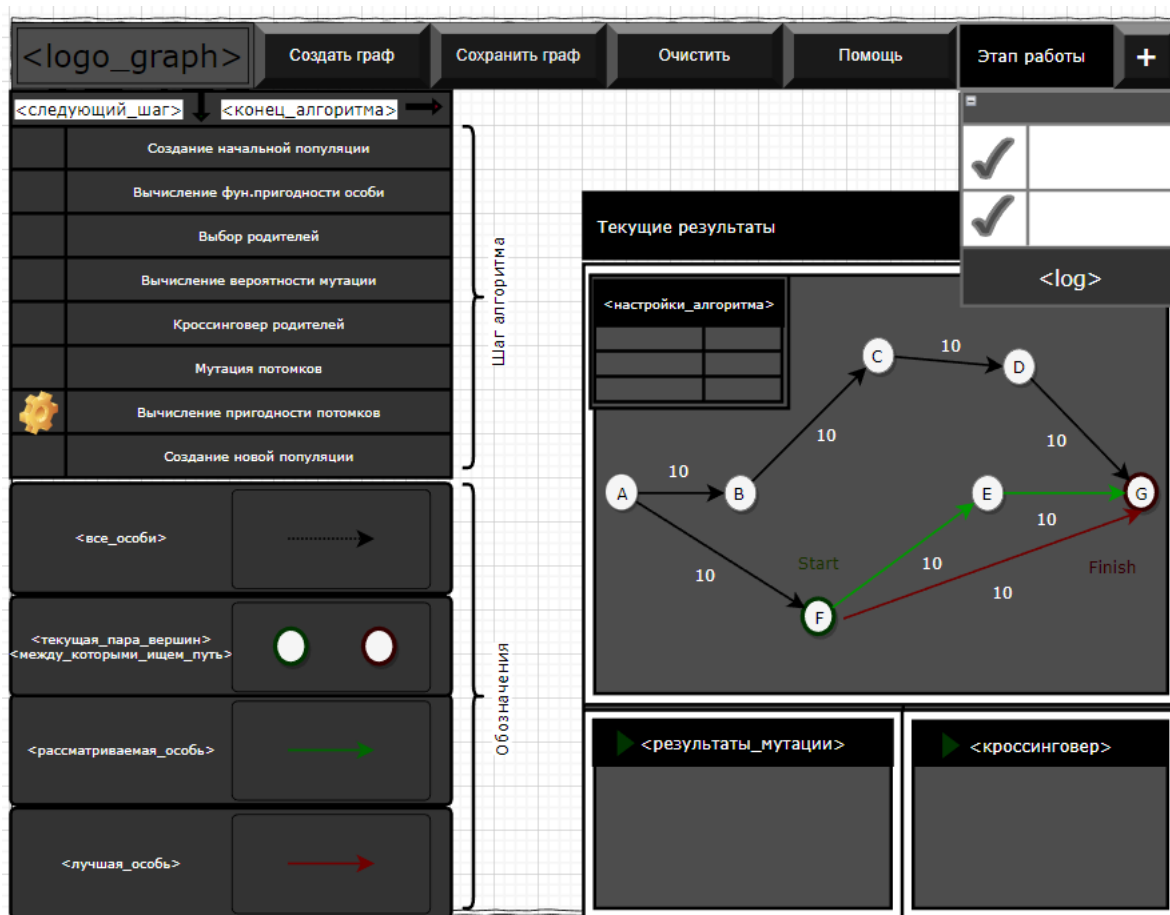 <logo_graph>
Создать граф
Сохранить граф
Очистить
Помощь
Этап работы
+
<следующий_шаг>
<конец_алгоритма>
Создание начальной популяции
Вычисление фун.пригодности особи
Выбор родителей
Вычисление вероятности мутации
Кроссинговер родителей
Мутация потомков
Вычисление пригодности потомков
Создание новой популяции
Шаг алгоритма
<все_особи>
<текущая_пара_вершин>
<между_которыми_ищем_путь>
<рассматриваемая_особь>
<лучшая_особь>
Обозначения
<log>
Текущие результаты
<настройки_алгоритма>
C
10
D
10
10
A
10
B
E
G
10
10
Start
10
Finish
10
F
<результаты_мутации>
<кроссинговер>